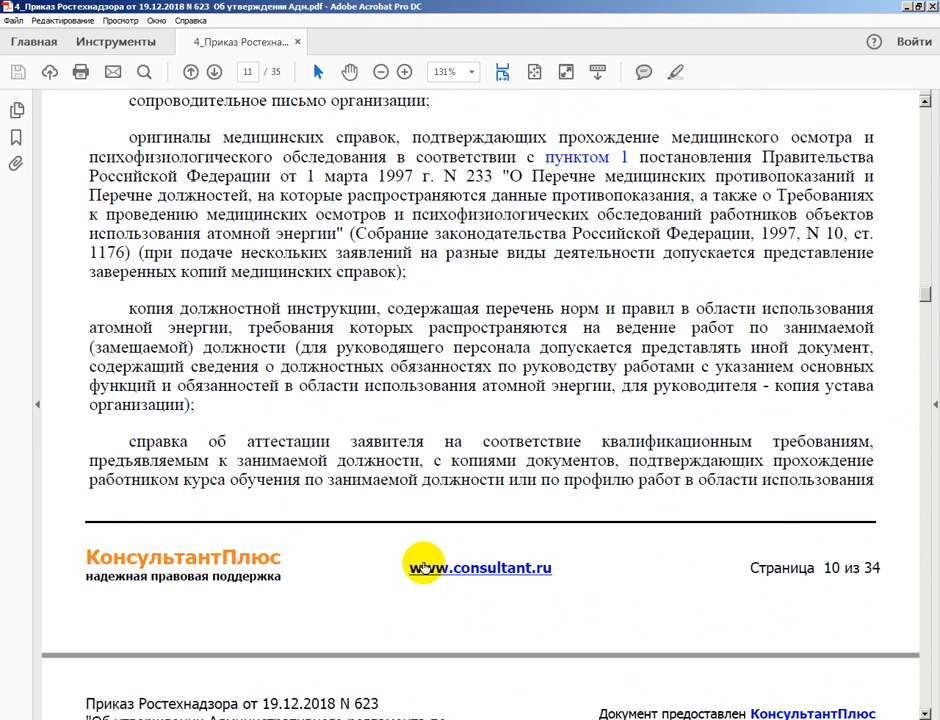 4_Приказ Ростехнадзора от 19.12.2018 N 623 Об утверждении Адм.pdf - Adobe Acrobat Pro DC
Файл Редактирование Просмотр Окно Справка
Главная Инструменты 4_Приказ Ростехна... × Войти
11 / 35 131%
сопроводительное письмо организации;
оригиналы медицинских справок, подтверждающих прохождение медицинского осмотра и
психофизиологического обследования в соответствии с пунктом 1 постановления Правительства
Российской Федерации от 1 марта 1997 г. N 233 "О Перечне медицинских противопоказаний и
Перечне должностей, на которые распространяются данные противопоказания, а также о Требованиях
к проведению медицинских осмотров и психофизиологических обследований работников объектов
использования атомной энергии" (Собрание законодательства Российской Федерации, 1997, N 10, ст.
1176) (при подаче нескольких заявлений на разные виды деятельности допускается представление
заверенных копий медицинских справок);
копия должностной инструкции, содержащая перечень норм и правил в области использования
атомной энергии, требования которых распространяются на ведение работ по занимаемой
(замещаемой) должности (для руководящего персонала допускается представлять иной документ,
содержащий сведения о должностных обязанностях по руководству работами с указанием основных
функций и обязанностей в области использования атомной энергии, для руководителя - копия устава
организации);
справка об аттестации заявителя на соответствие квалификационным требованиям,
предъявляемым к занимаемой должности, с копиями документов, подтверждающих прохождение
работником курса обучения по занимаемой должности или по профилю работ в области использования
КонсультантПлюс
надежная правовая поддержка
www.consultant.ru
Страница 10 из 34
Приказ Ростехнадзора от 19.12.2018 N 623
"Об утверждении Административного регламента по
Документ предоставлен КонсультантПлюс